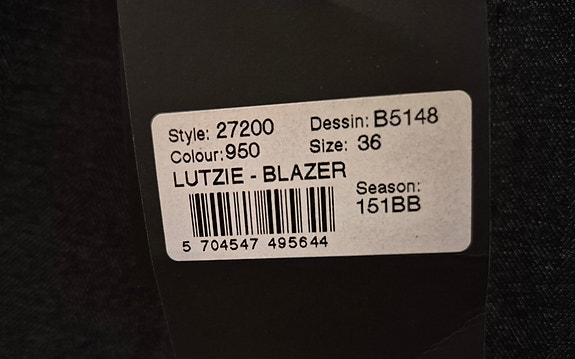 Style: 27200 Dessin: B5148
Colour:950 Size: 36
LUTZIE - BLAZER
Season:
151BB
5 704547 495644